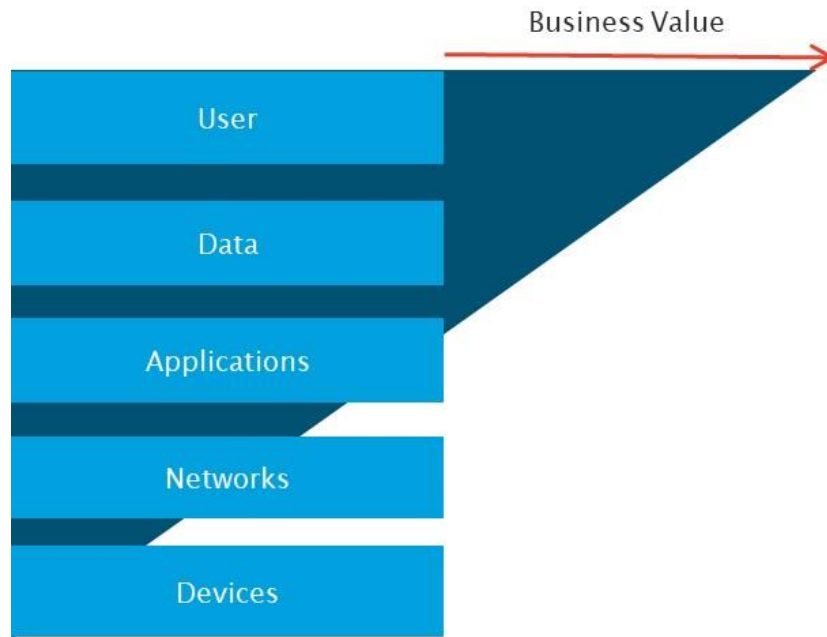 Business Value
User
Data
Applications
Networks
Devices